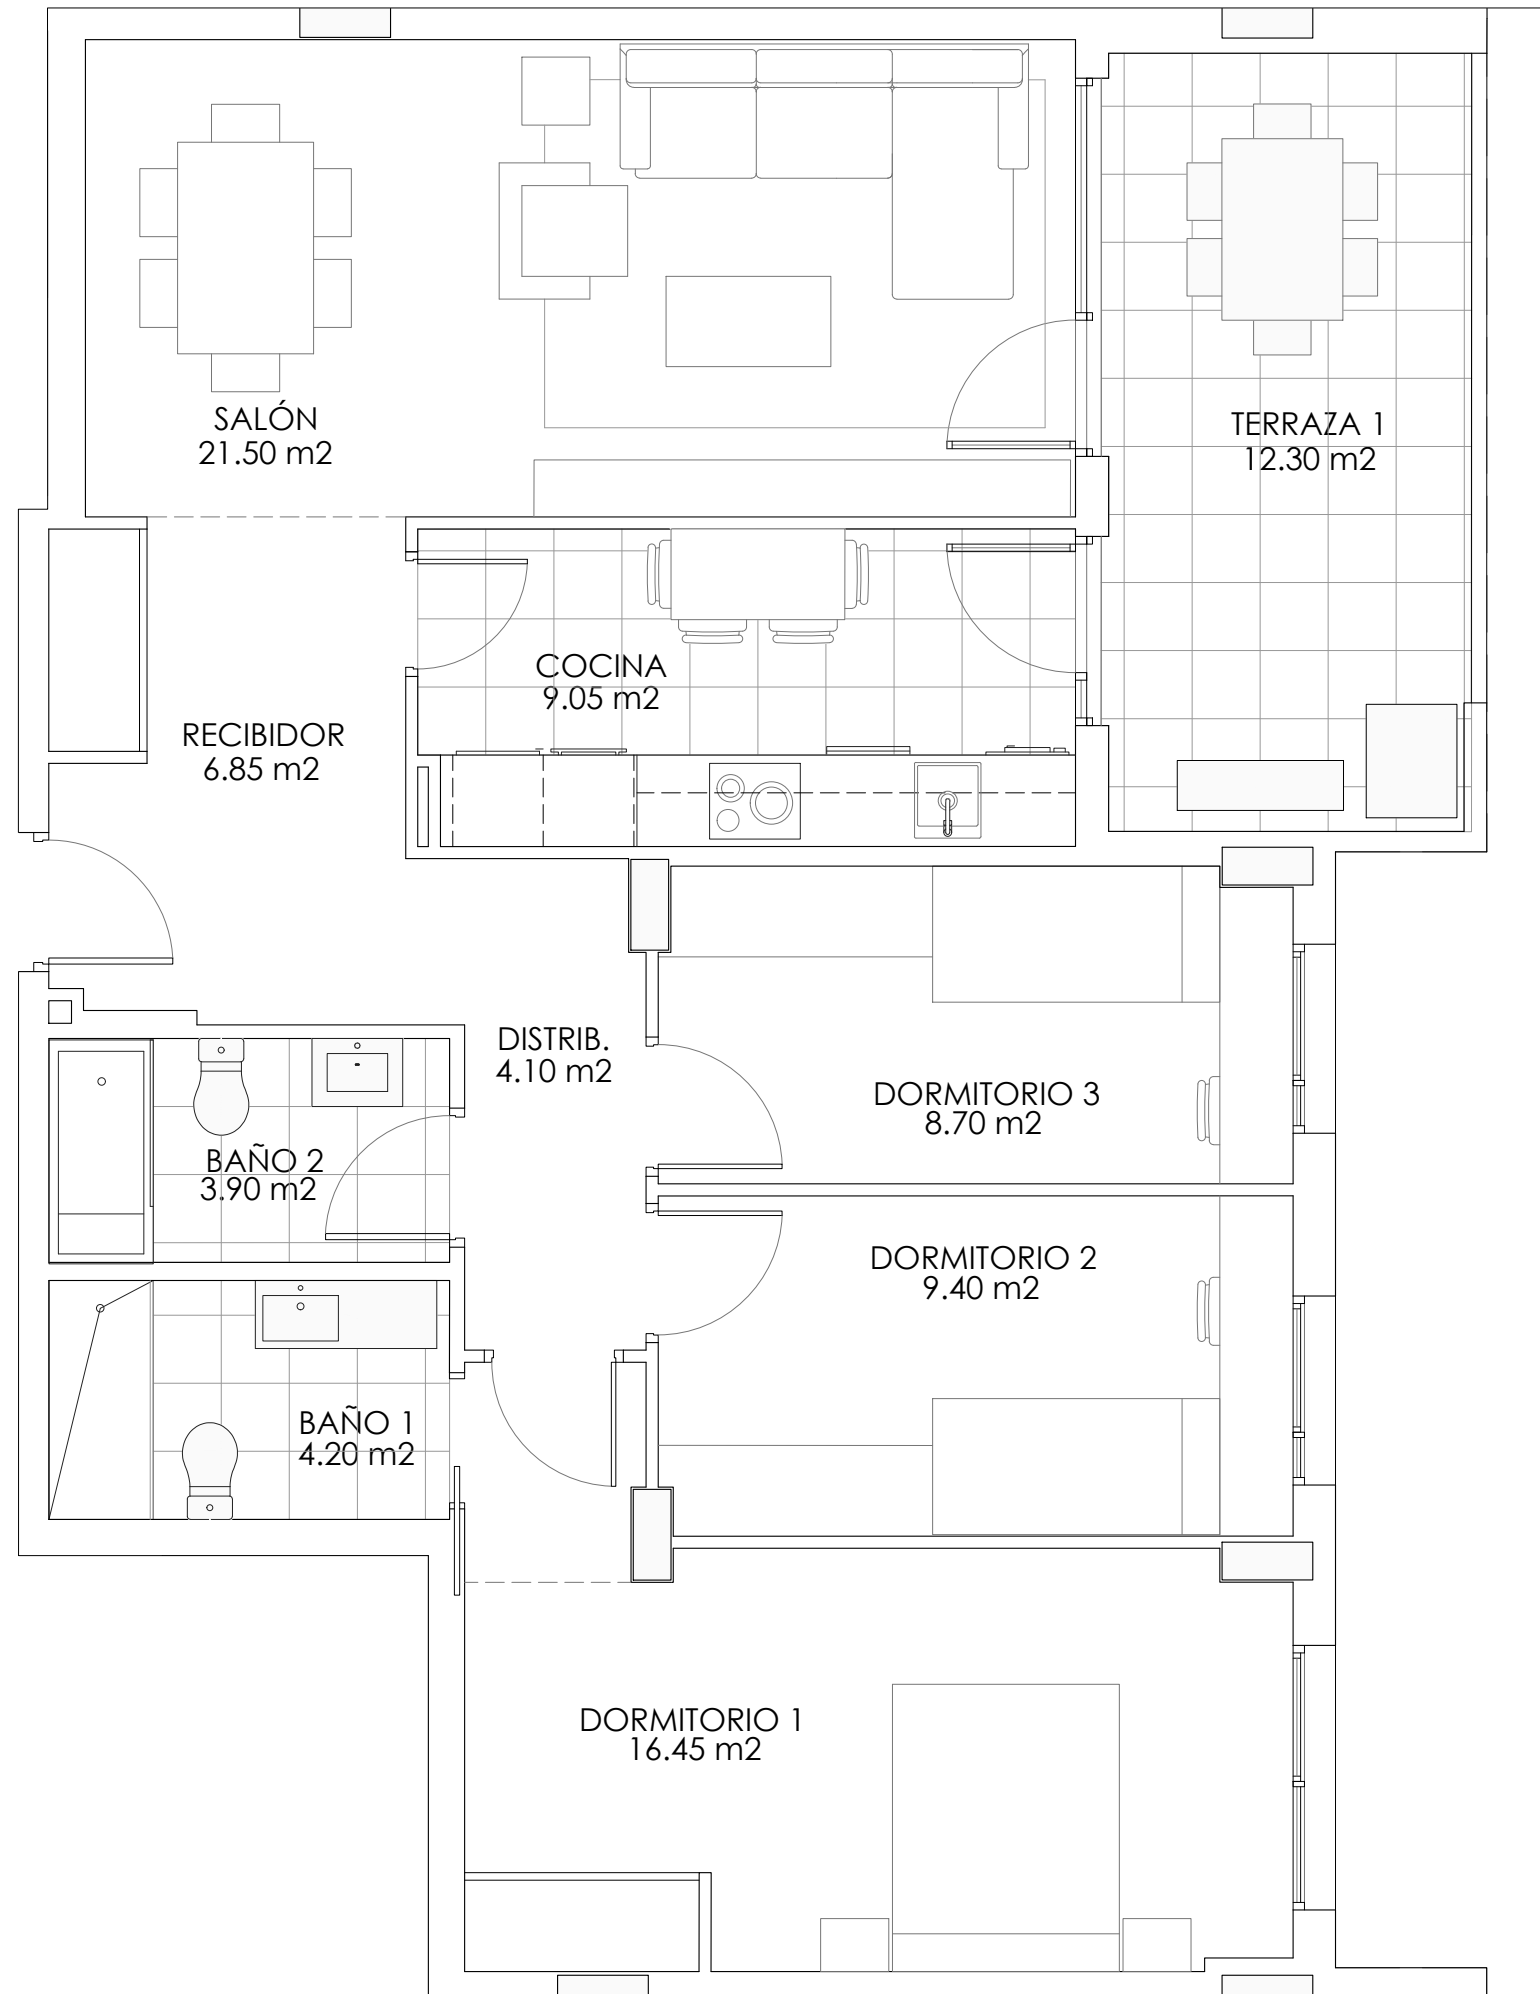 SALÓN
21.50 m2
TERRAZA 1
12.30 m2
COCINA
9.05 m2
RECIBIDOR
6.85 m2
DISTRIB.
4.10 m2
DORMITORIO 3
8.70 m2
BAÑO 2
3.90 m2
DORMITORIO 2
9.40 m2
BAÑO 1
4.20 m2
DORMITORIO 1
16.45 m2